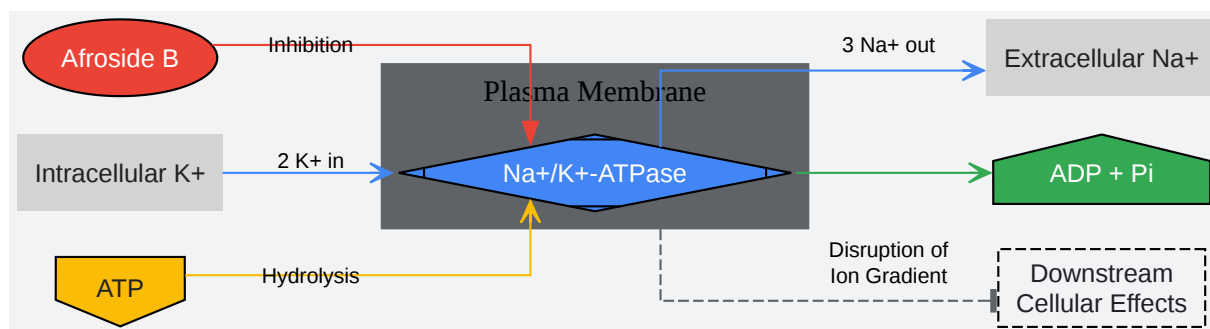 Afroside B
Inhibition
3 Na+ out
Extracellular Na+
Plasma Membrane
Intracellular K+
2 K+ in
Na+/K+-ATPase
ADP + Pi
ATP
Hydrolysis
Disruption of
Ion Gradient
Downstream
Cellular Effects